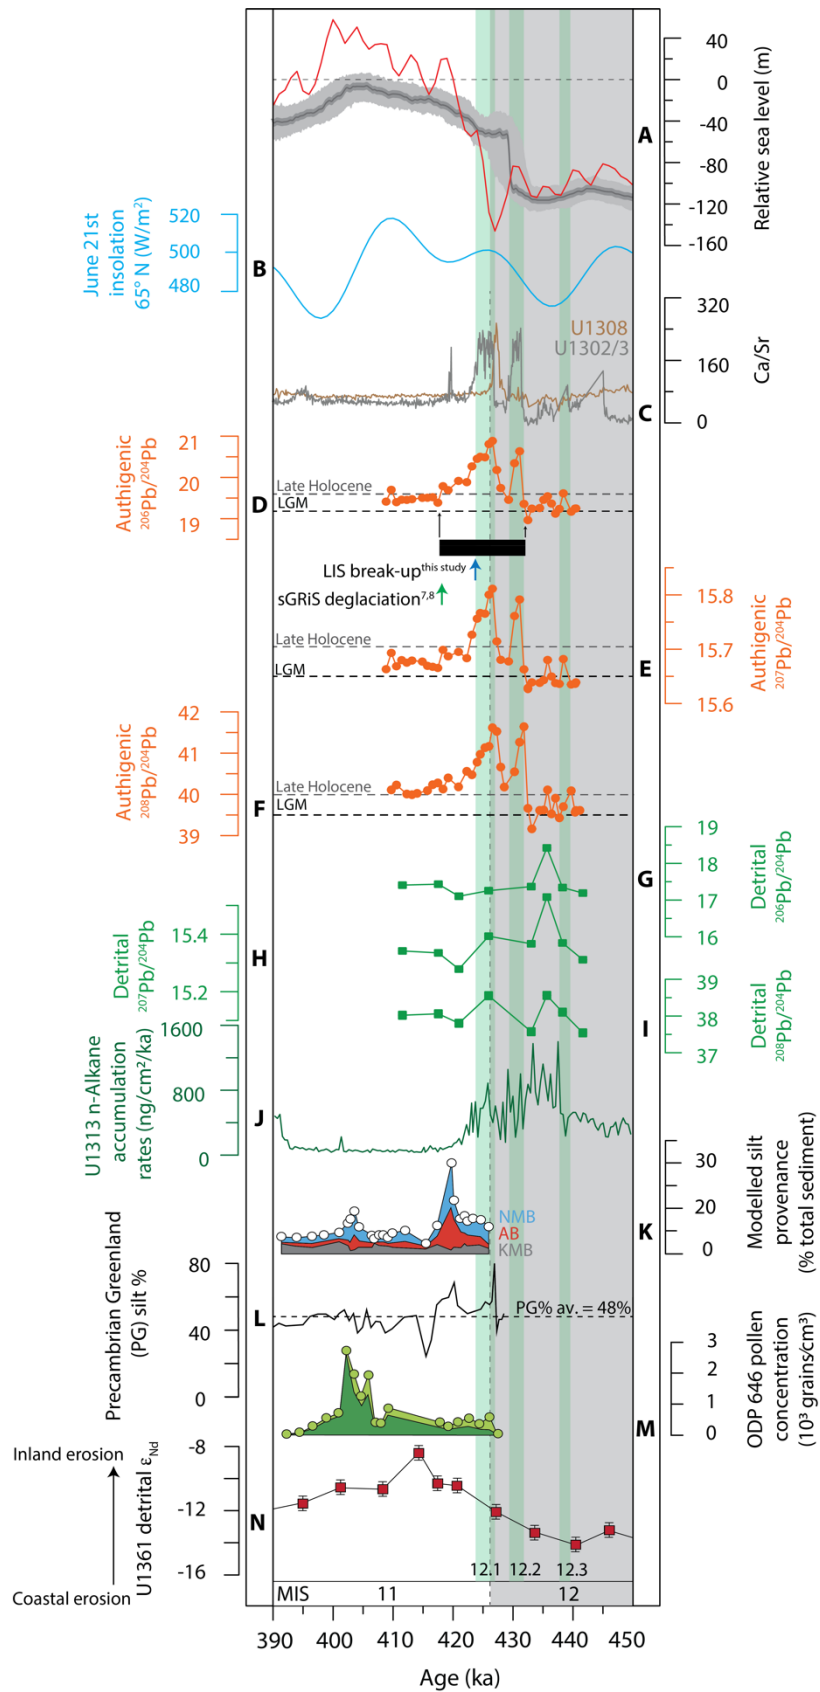 A
40
0
-40
-80
-120
-160
Relative sea level (m)
June 21st
insolation
65° N (W/m²)
520
500
480
B
U1308
U1302/3
320
160
0
Ca/Sr
C
Authigenic
²⁰⁶Pb/²⁰⁴Pb
21
20
19
Late Holocene
LGM
D
LIS break-up this study
sGRiS deglaciation⁷,⁸
15.8
15.7
15.6
Authigenic
²⁰⁷Pb/²⁰⁴Pb
Late Holocene
LGM
E
Authigenic
²⁰⁸Pb/²⁰⁴Pb
42
41
40
39
Late Holocene
LGM
F
19
18
17
16
Detrital
²⁰⁶Pb/²⁰⁴Pb
G
Detrital
²⁰⁷Pb/²⁰⁴Pb
15.4
15.2
H
39
38
37
Detrital
²⁰⁸Pb/²⁰⁴Pb
I
U1313 n-Alkane
accumulation
rates (ng/cm²/ka)
1600
800
0
J
NMB
AB
KMB
30
20
0
Modelled silt
provenance
(% total sediment)
K
Precambrian Greenland
(PG) silt %
80
40
0
PG% av. = 48%
L
3
2
1
0
ODP 646 pollen
concentration
(10³ grains/cm³)
M
Inland erosion
Coastal erosion
U1361 detrital εNd
-8
-12
-16
N
12.1
12.2
12.3
MIS
11
12
390
400
410
420
430
440
450
Age (ka)